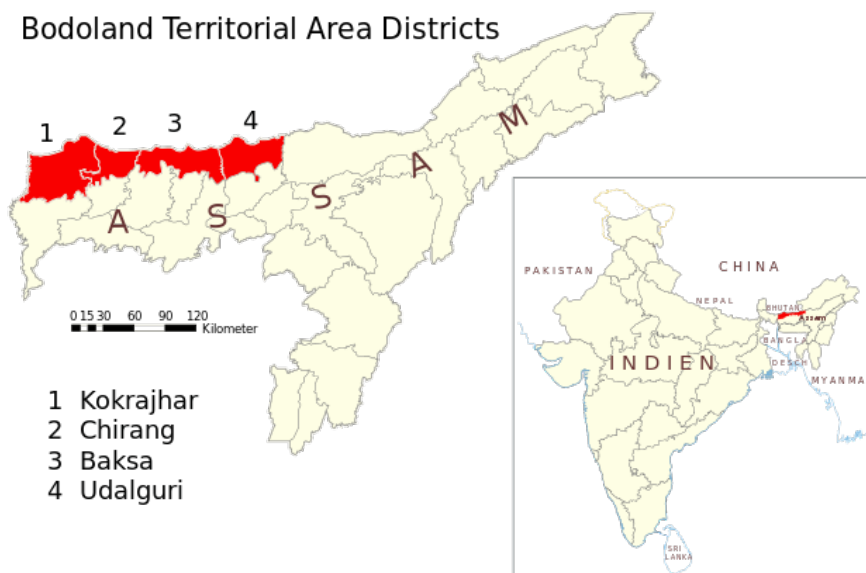 Bodoland Territorial Area Districts
1 2 3 4
A S S A M
0 15 30 60 90 120
Kilometer
1 Kokrajhar
2 Chirang
3 Baksa
4 Udalguri
PAKISTAN
CHINA
NEPAL
BHUTAN
Assam
BANGLA
DESCH
INDIEN
MYANMA
SRI
LANKA